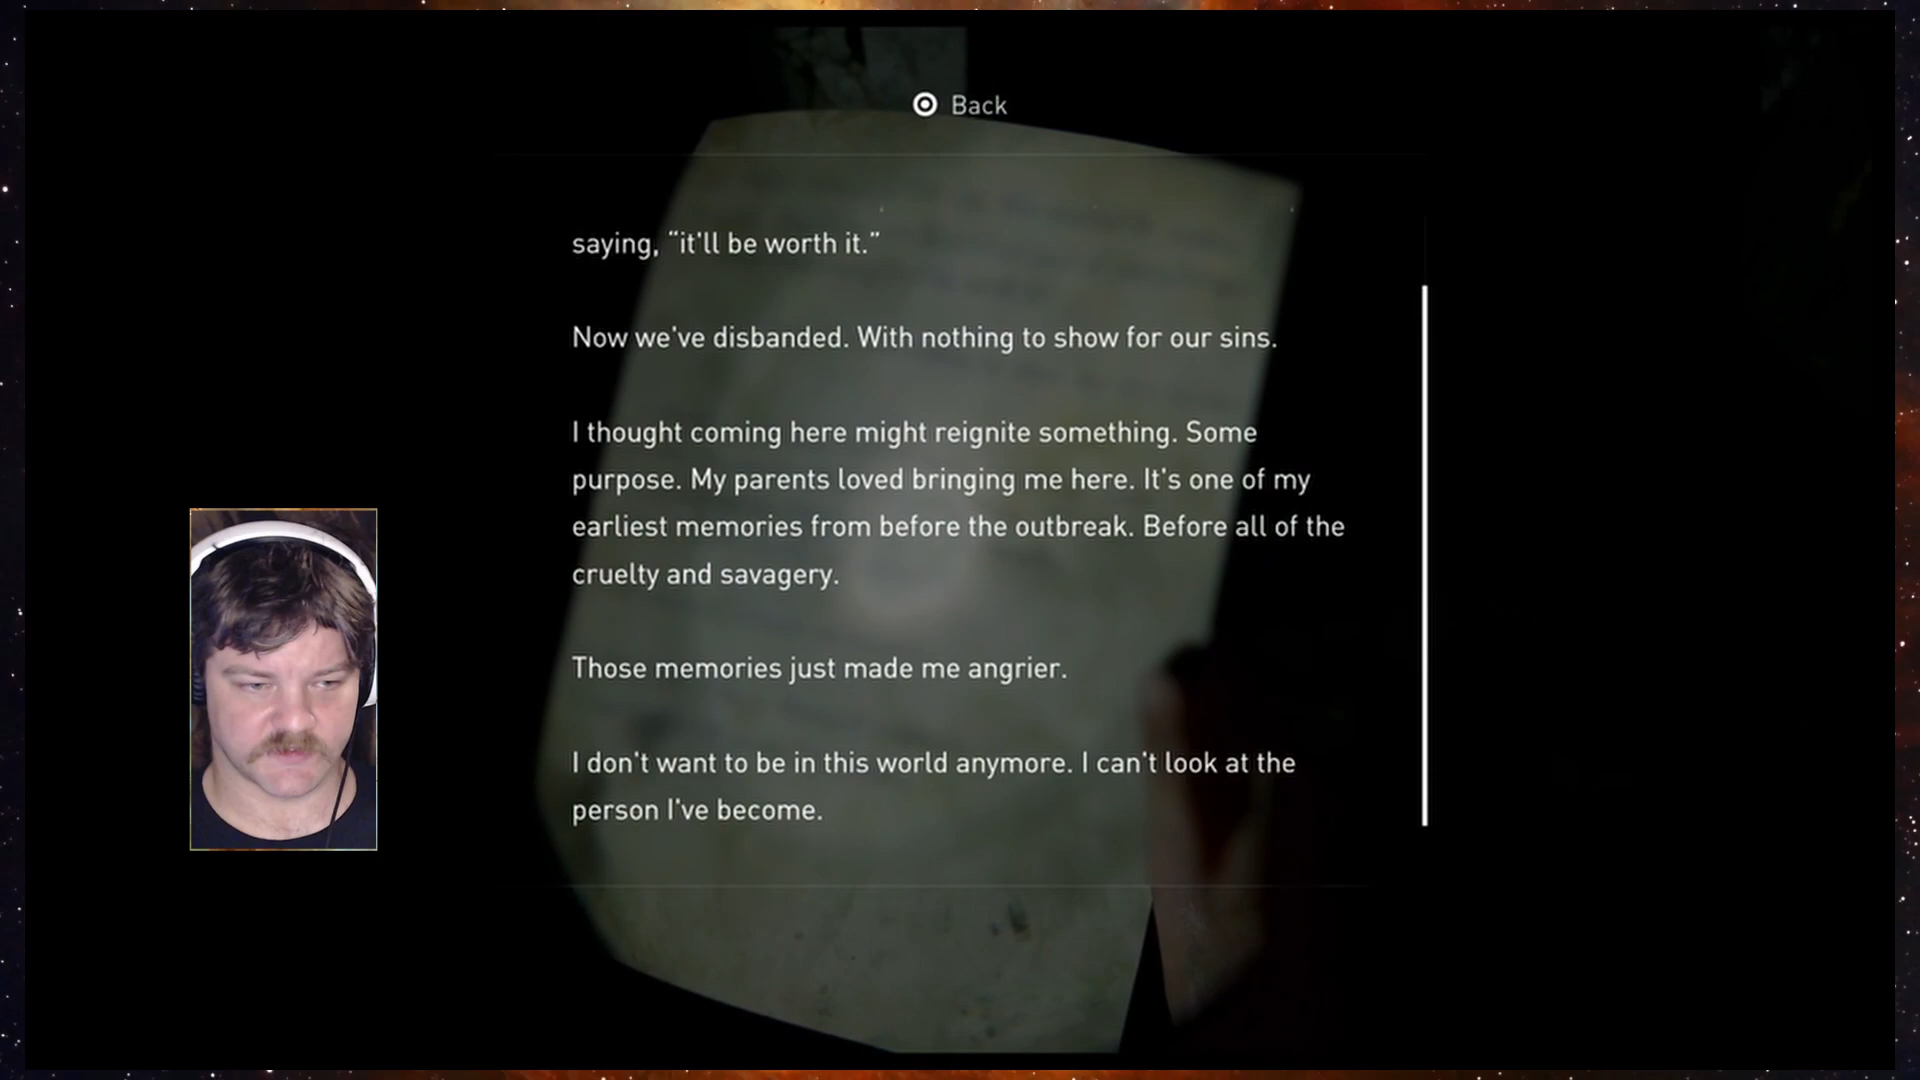 Back
saying, “it'll be worth it.”
Now we've disbanded. With nothing to show for our sins.
I thought coming here might reignite something. Some
purpose. My parents loved bringing me here. It's one of my
earliest memories from before the outbreak. Before all of the
cruelty and savagery.
Those memories just made me angrier.
I don't want to be in this world anymore. I can't look at the
person I've become.